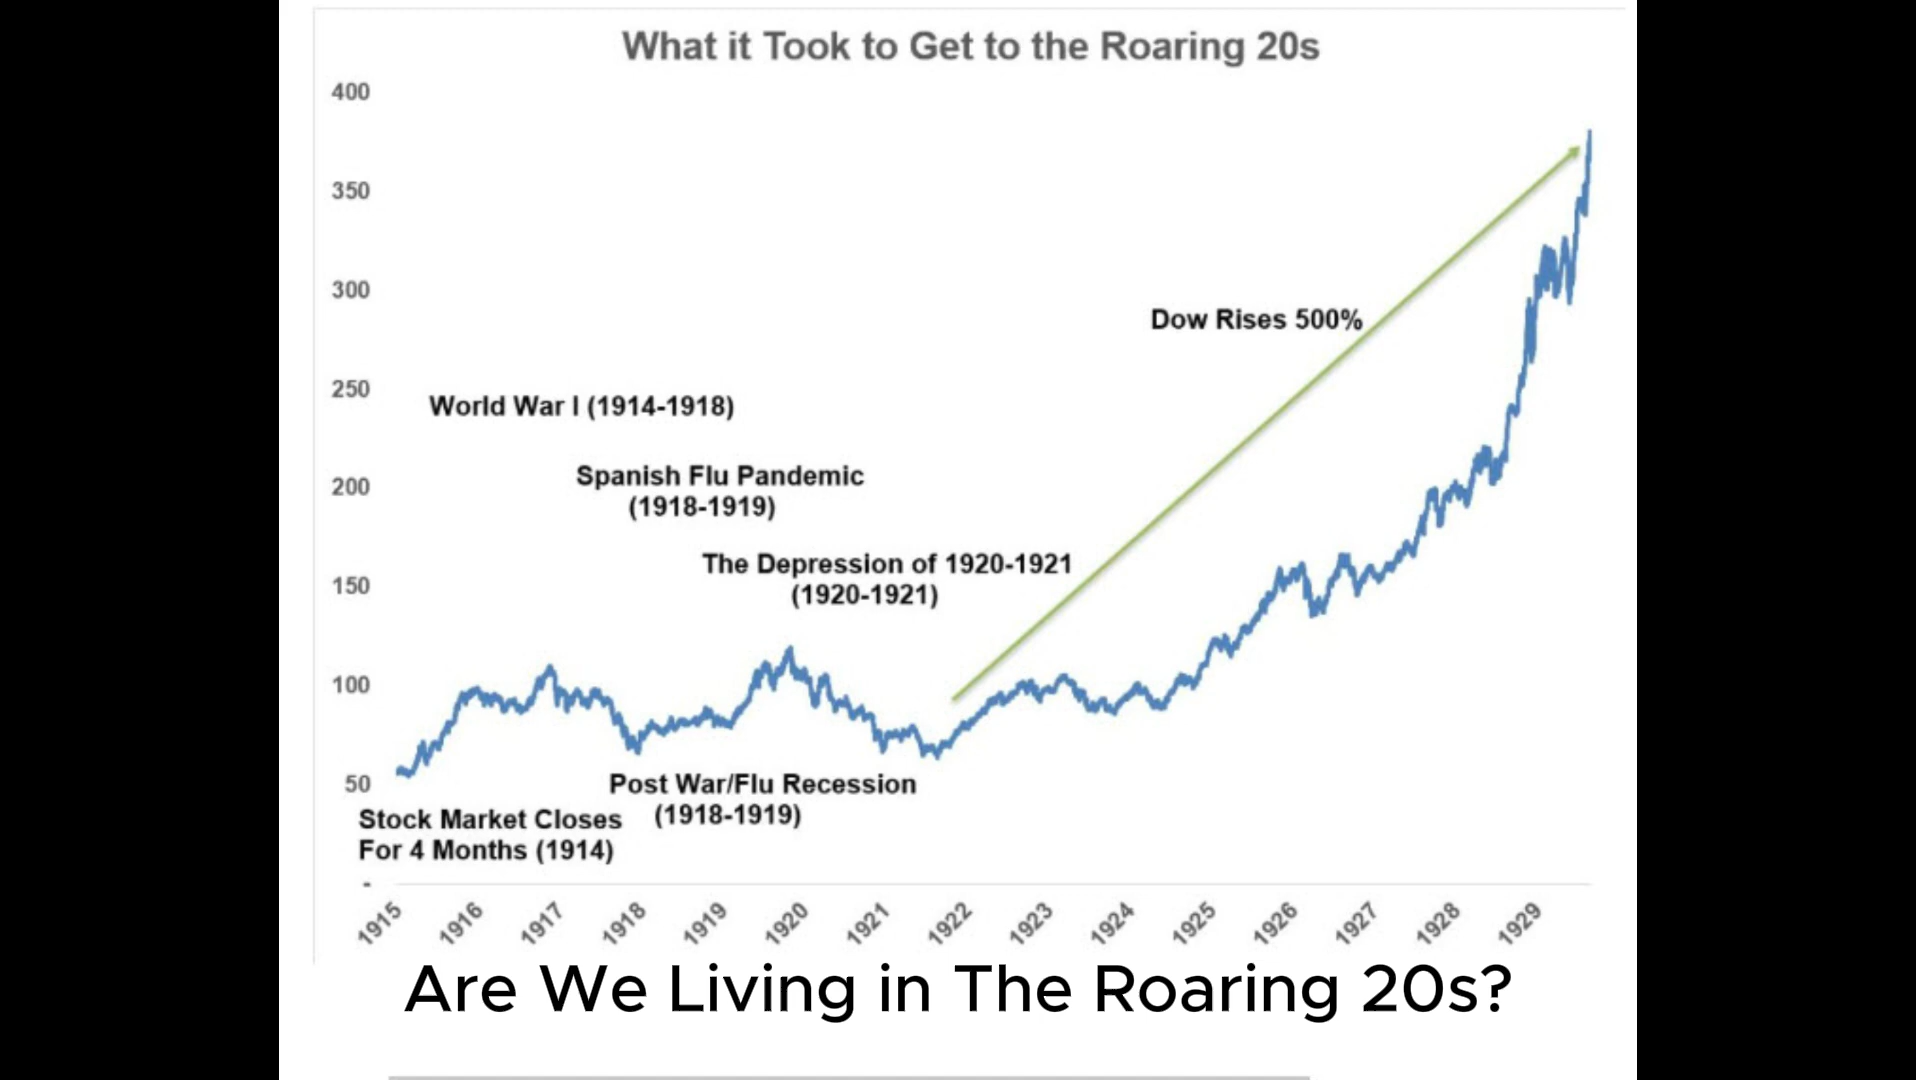 What it Took to Get to the Roaring 20s
400
350
300
Dow Rises 500%
250
World War I (1914-1918)
Spanish Flu Pandemic
(1918-1919)
200
The Depression of 1920-1921
(1920-1921)
150
100
50
Post War/Flu Recession
(1918-1919)
Stock Market Closes
For 4 Months (1914)
-
1915 1916 1917 1918 1919 1920 1921 1922 1923 1924 1925 1926 1927 1928 1929
Are We Living in The Roaring 20s?